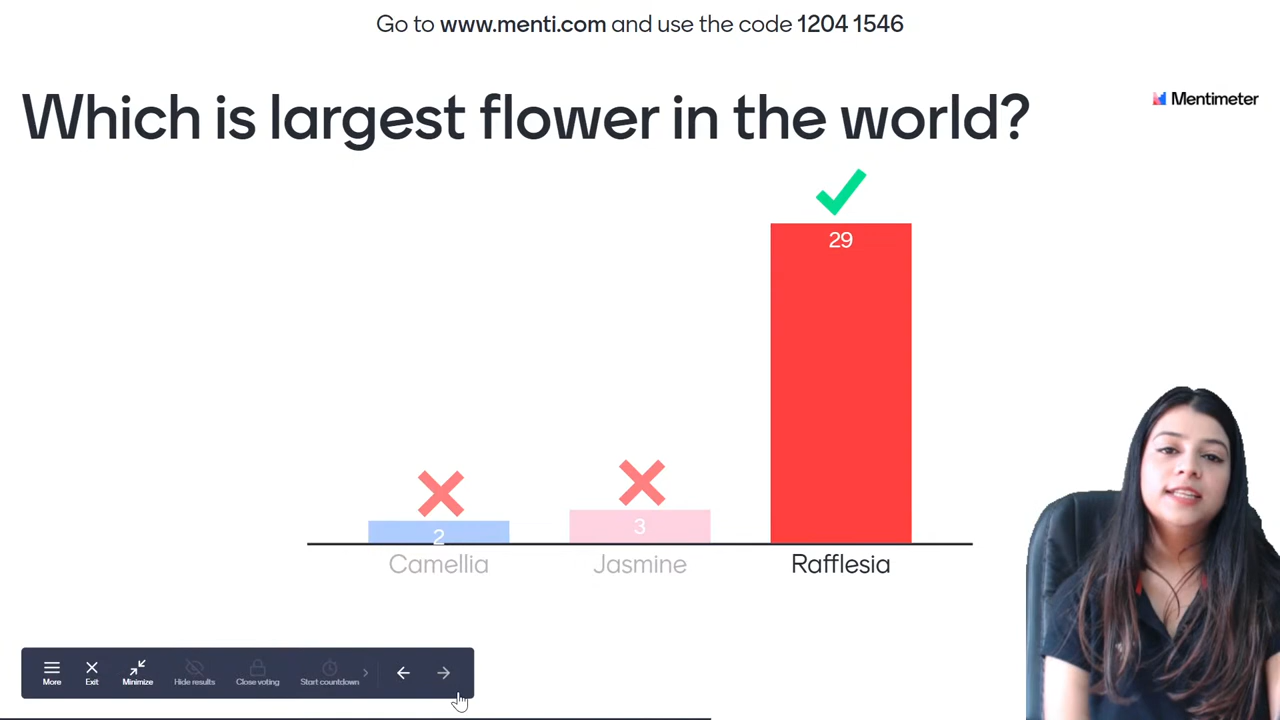 Go to www.menti.com and use the code 1204 1546
Which is largest flower in the world?
Mentimeter
29
2
3
Camellia
Jasmine
Rafflesia
More
Exit
Minimize
Hide results
Close voting
Start countdown